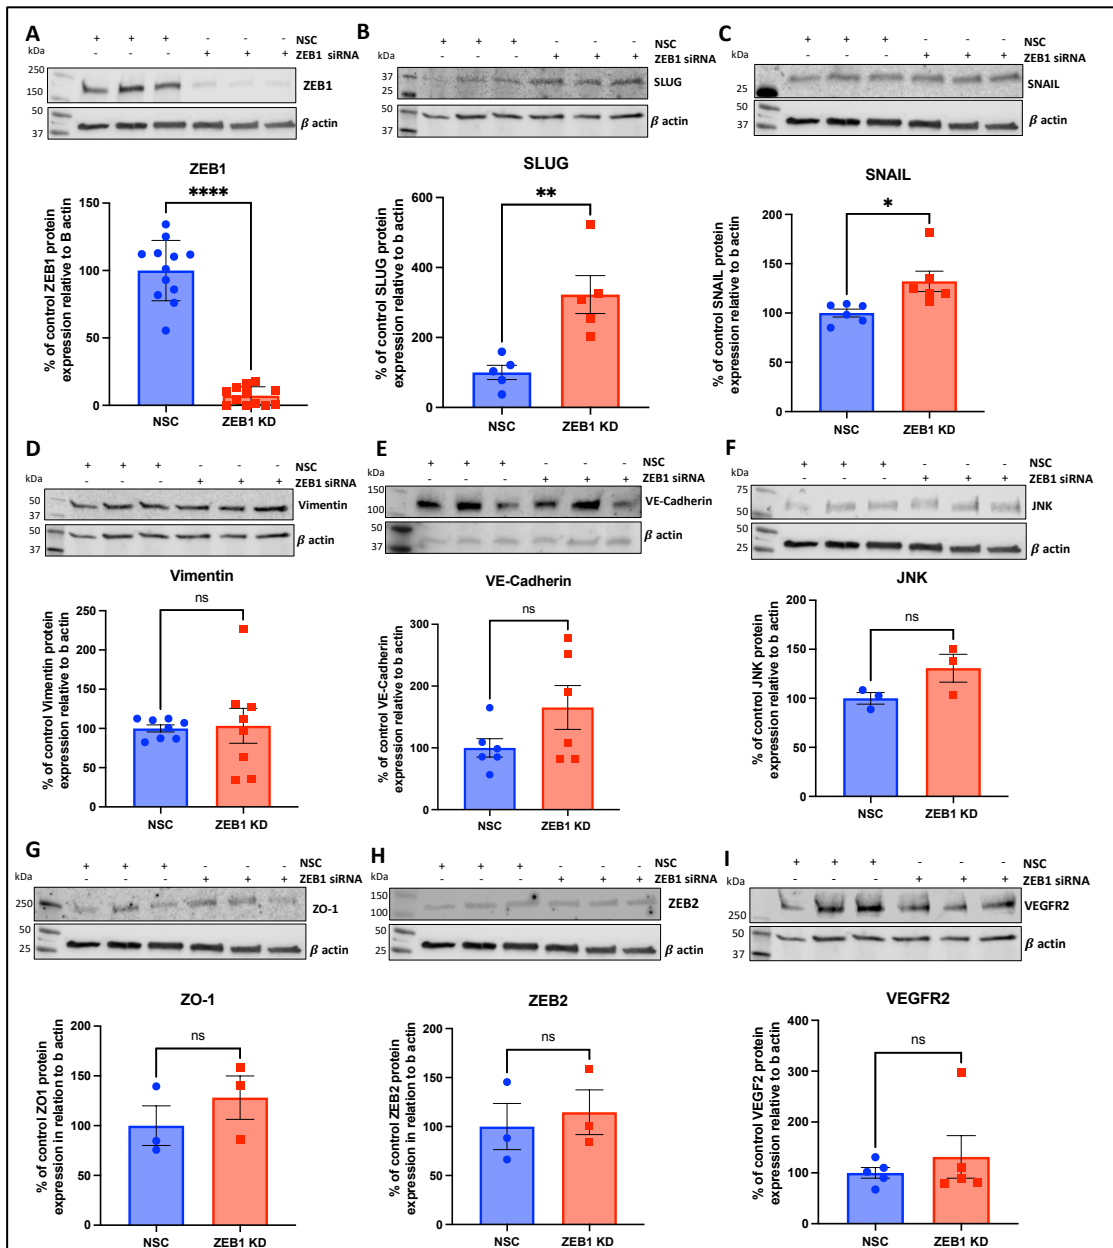 A
NSC
+ + +
- - -
ZEB1 siRNA
- - -
+ + +
kDa
250
150
ZEB1
50
37
β actin
ZEB1
****
% of control ZEB1 protein
expression relative to B actin
150
100
50
0
NSC
ZEB1 KD
B
NSC
+ + +
- - -
ZEB1 siRNA
- - -
+ + +
kDa
37
25
SLUG
50
37
β actin
SLUG
**
% of control SLUG protein
expression relative to b actin
600
400
200
0
NSC
ZEB1 KD
C
NSC
+ + +
- - -
ZEB1 siRNA
- - -
+ + +
kDa
25
SNAIL
50
37
β actin
SNAIL
*
% of control SNAIL protein
expression relative to b actin
200
150
100
50
0
NSC
ZEB1 KD
D
NSC
+ + +
- - -
ZEB1 siRNA
- - -
+ + +
kDa
50
37
Vimentin
50
37
β actin
Vimentin
ns
% of control Vimentin protein
expression relative to b actin
250
200
150
100
50
0
NSC
ZEB1 KD
E
NSC
+ + +
- - -
ZEB1 siRNA
- - -
+ + +
kDa
150
100
VE-Cadherin
50
37
β actin
VE-Cadherin
ns
% of control VE-Cadherin
expression relative to b actin
300
200
100
0
NSC
ZEB1 KD
F
NSC
+ + +
- - -
ZEB1 siRNA
- - -
+ + +
kDa
75
50
JNK
50
25
β actin
JNK
ns
% of control JNK protein
expression relative to b actin
150
100
50
0
NSC
ZEB1 KD
G
NSC
+ + +
- - -
ZEB1 siRNA
- - -
+ + +
kDa
250
ZO-1
50
25
β actin
ZO-1
ns
% of control ZO1 protein
expression in relation to b actin
200
150
100
50
0
NSC
ZEB1 KD
H
NSC
+ + +
- - -
ZEB1 siRNA
- - -
+ + +
kDa
150
100
ZEB2
50
25
β actin
ZEB2
ns
% of control ZEB2 protein
expression in relation to b actin
200
150
100
50
0
NSC
ZEB1 KD
I
NSC
+ + +
- - -
ZEB1 siRNA
- - -
+ + +
kDa
250
VEGFR2
50
37
β actin
VEGFR2
ns
% of control VEGF2 protein
expression relative to b actin
400
300
200
100
0
NSC
ZEB1 KD